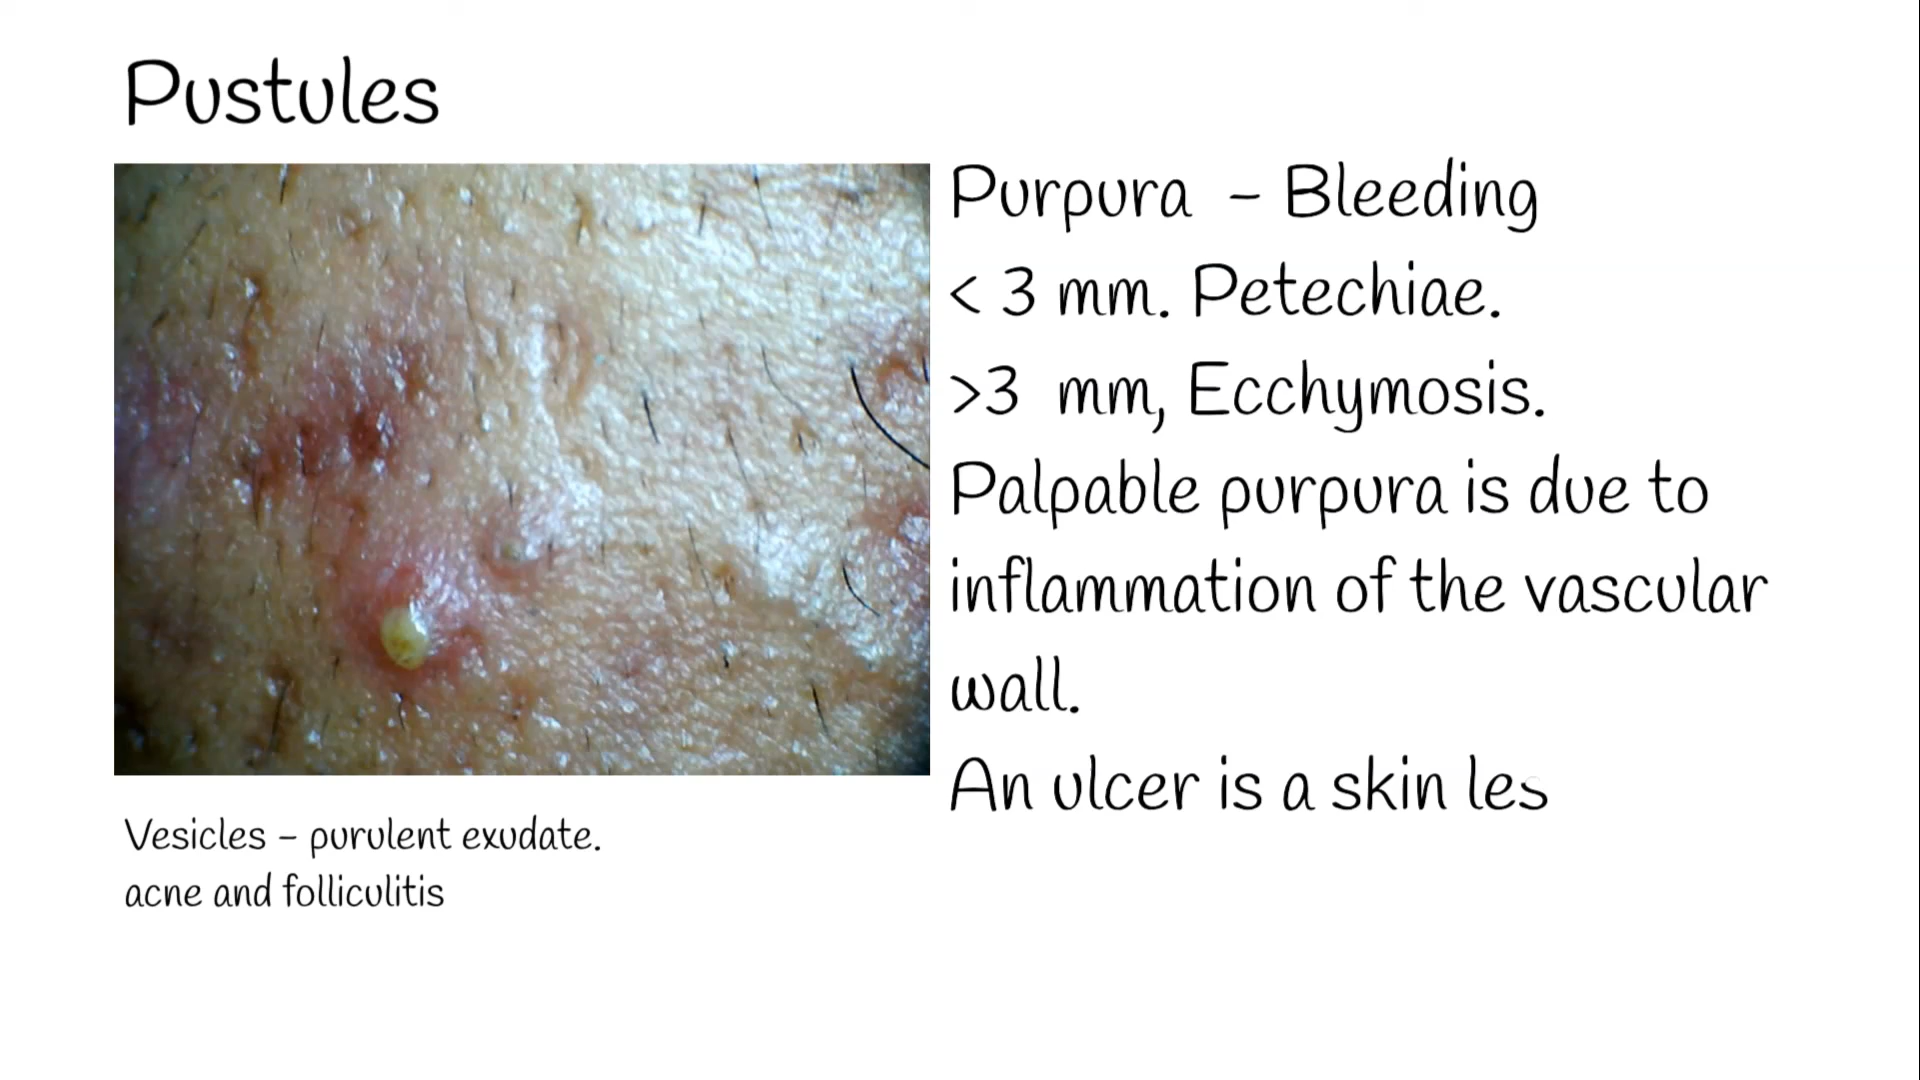 Pustules
Purpura - Bleeding
< 3 mm. Petechiae.
>3 mm, Ecchymosis.
Palpable purpura is due to
inflammation of the vascular
wall.
An ulcer is a skin les
Vesicles - purulent exudate.
acne and folliculitis